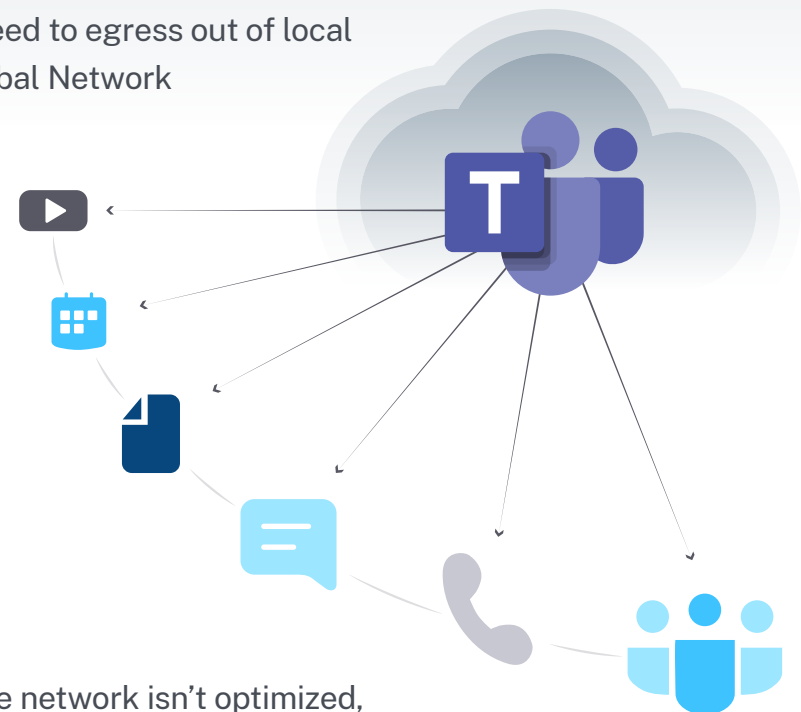 eed to egress out of local
bal Network
T
e network isn’t optimized,